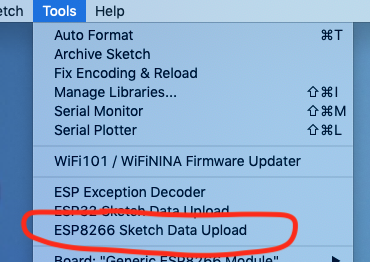 etch Tools Help
Auto Format ⌘T
Archive Sketch
Fix Encoding & Reload
Manage Libraries... ⇧⌘I
Serial Monitor ⇧⌘M
Serial Plotter ⇧⌘L
WiFi101 / WiFiNINA Firmware Updater
ESP Exception Decoder
ESP32 Sketch Data Upload
ESP8266 Sketch Data Upload
Board: "Generic ESP8266 Module"